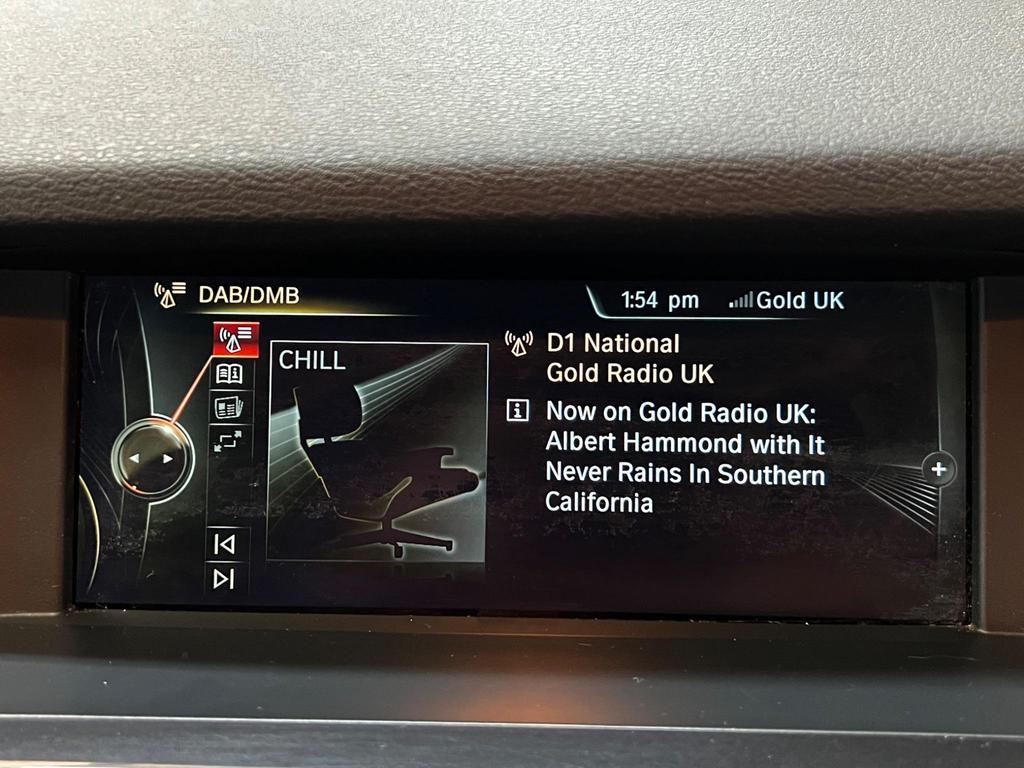 DAB/DMB
1:54 pm
Gold UK
CHILL
D1 National
Gold Radio UK
Now on Gold Radio UK:
Albert Hammond with It
Never Rains In Southern
California